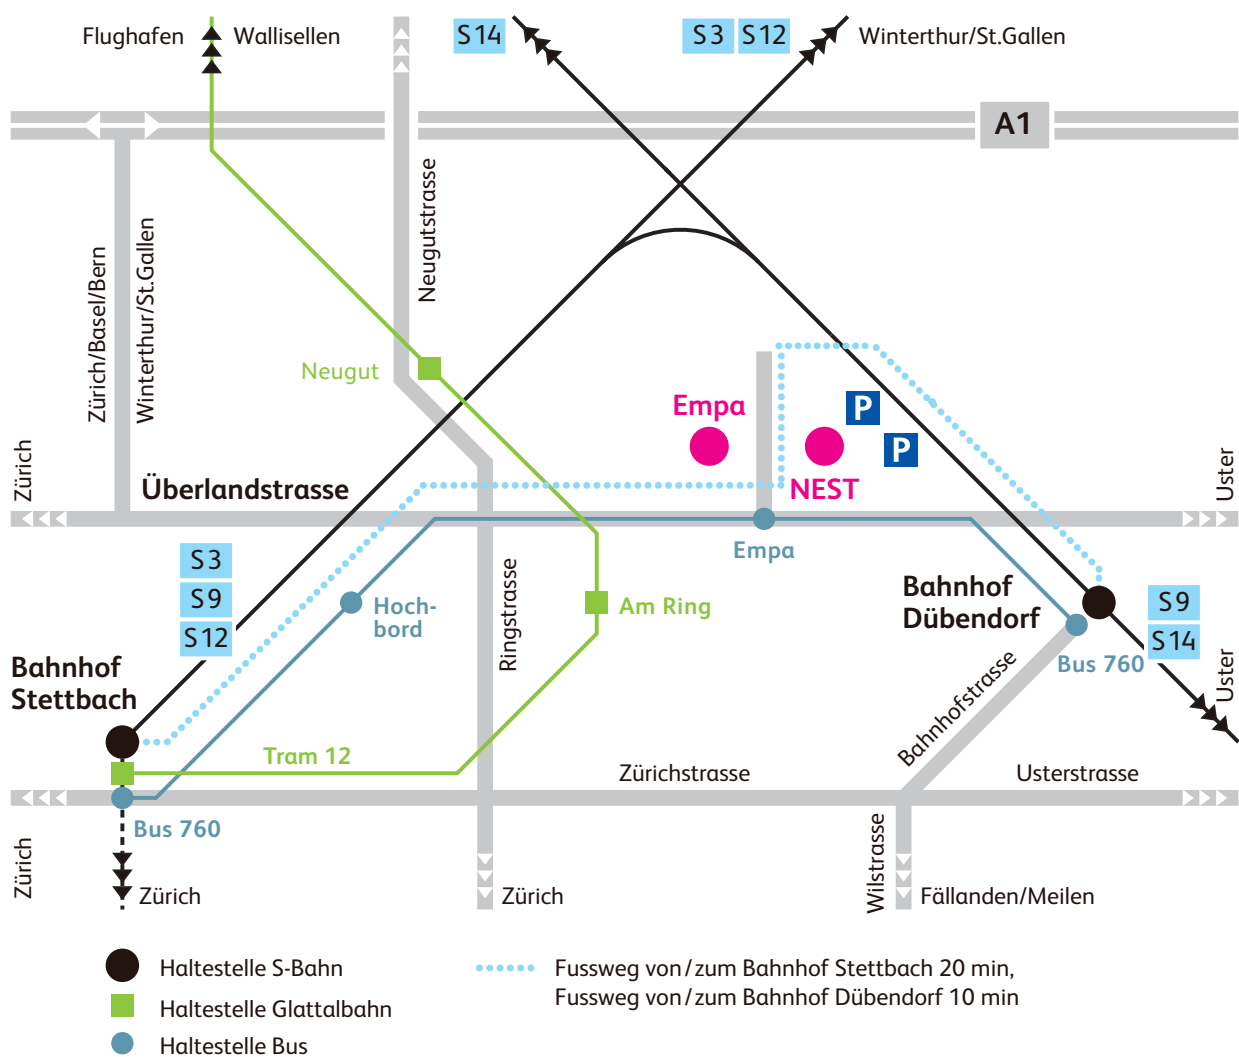 Flughafen
Wallisellen
S14
S3
S12
Winterthur/St.Gallen
A1
Neugutstrasse
Zürich/Basel/Bern
Winterthur/St.Gallen
Neugut
Empa
P
P
NEST
Zürich
Überlandstrasse
Uster
Empa
S3
S9
S12
Hoch-
bord
Ringstrasse
Am Ring
Bahnhof
Dübendorf
S9
S14
Bus 760
Uster
Bahnhof
Stettbach
Bahnhofstrasse
Tram 12
Zürichstrasse
Usterstrasse
Bus 760
Zürich
Zürich
Zürich
Wilstrasse
Fällanden/Meilen
Haltestelle S-Bahn
Haltestelle Glattalbahn
Haltestelle Bus
Fussweg von/zum Bahnhof Stettbach 20 min,
Fussweg von/zum Bahnhof Dübendorf 10 min